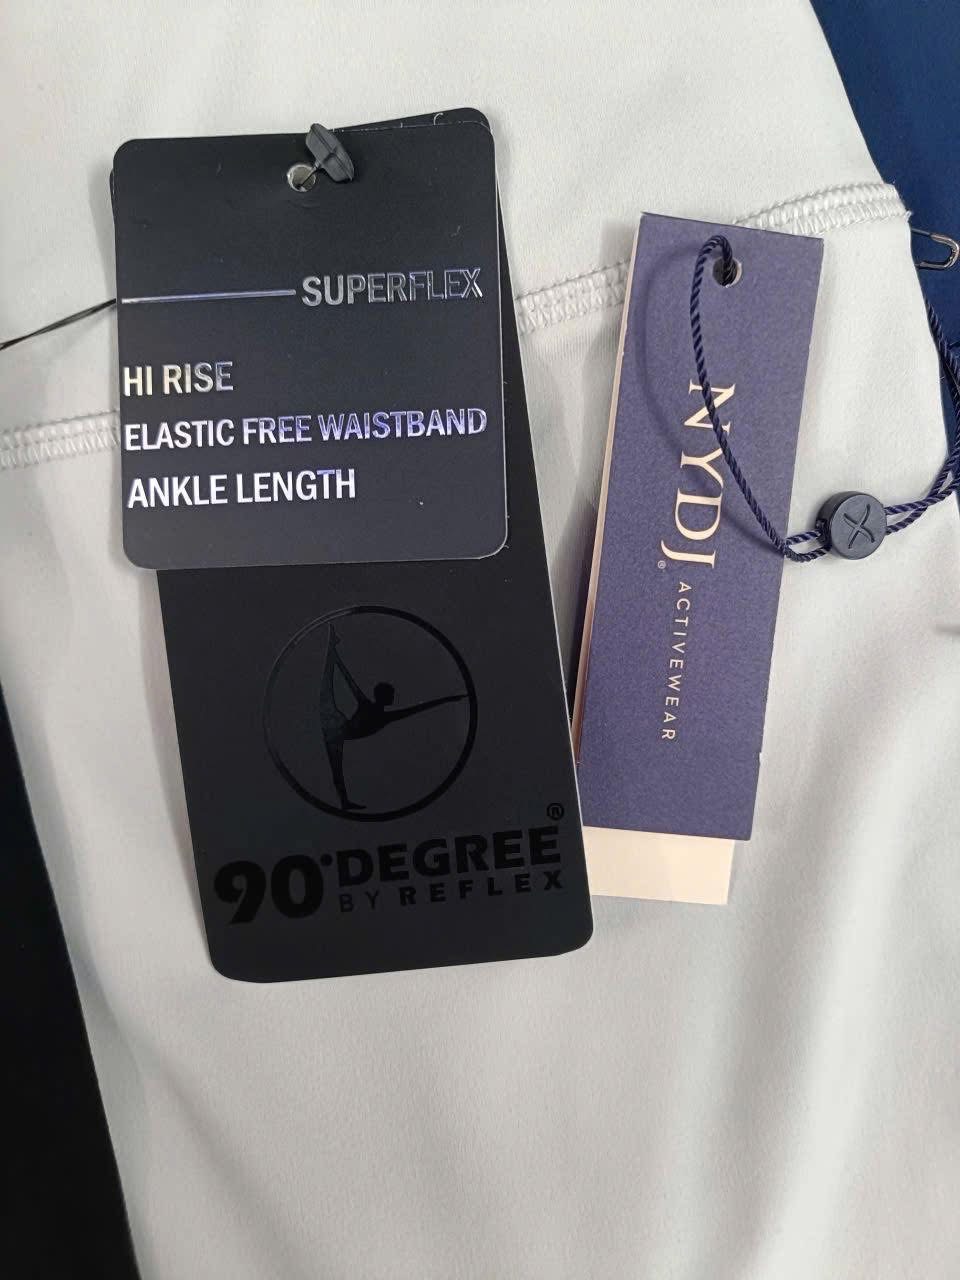 SUPERFLEX
HI RISE
ELASTIC FREE WAISTBAND
ANKLE LENGTH
90°DEGREE®
BY REFLEX
NYDJ®
ACTIVEWEAR